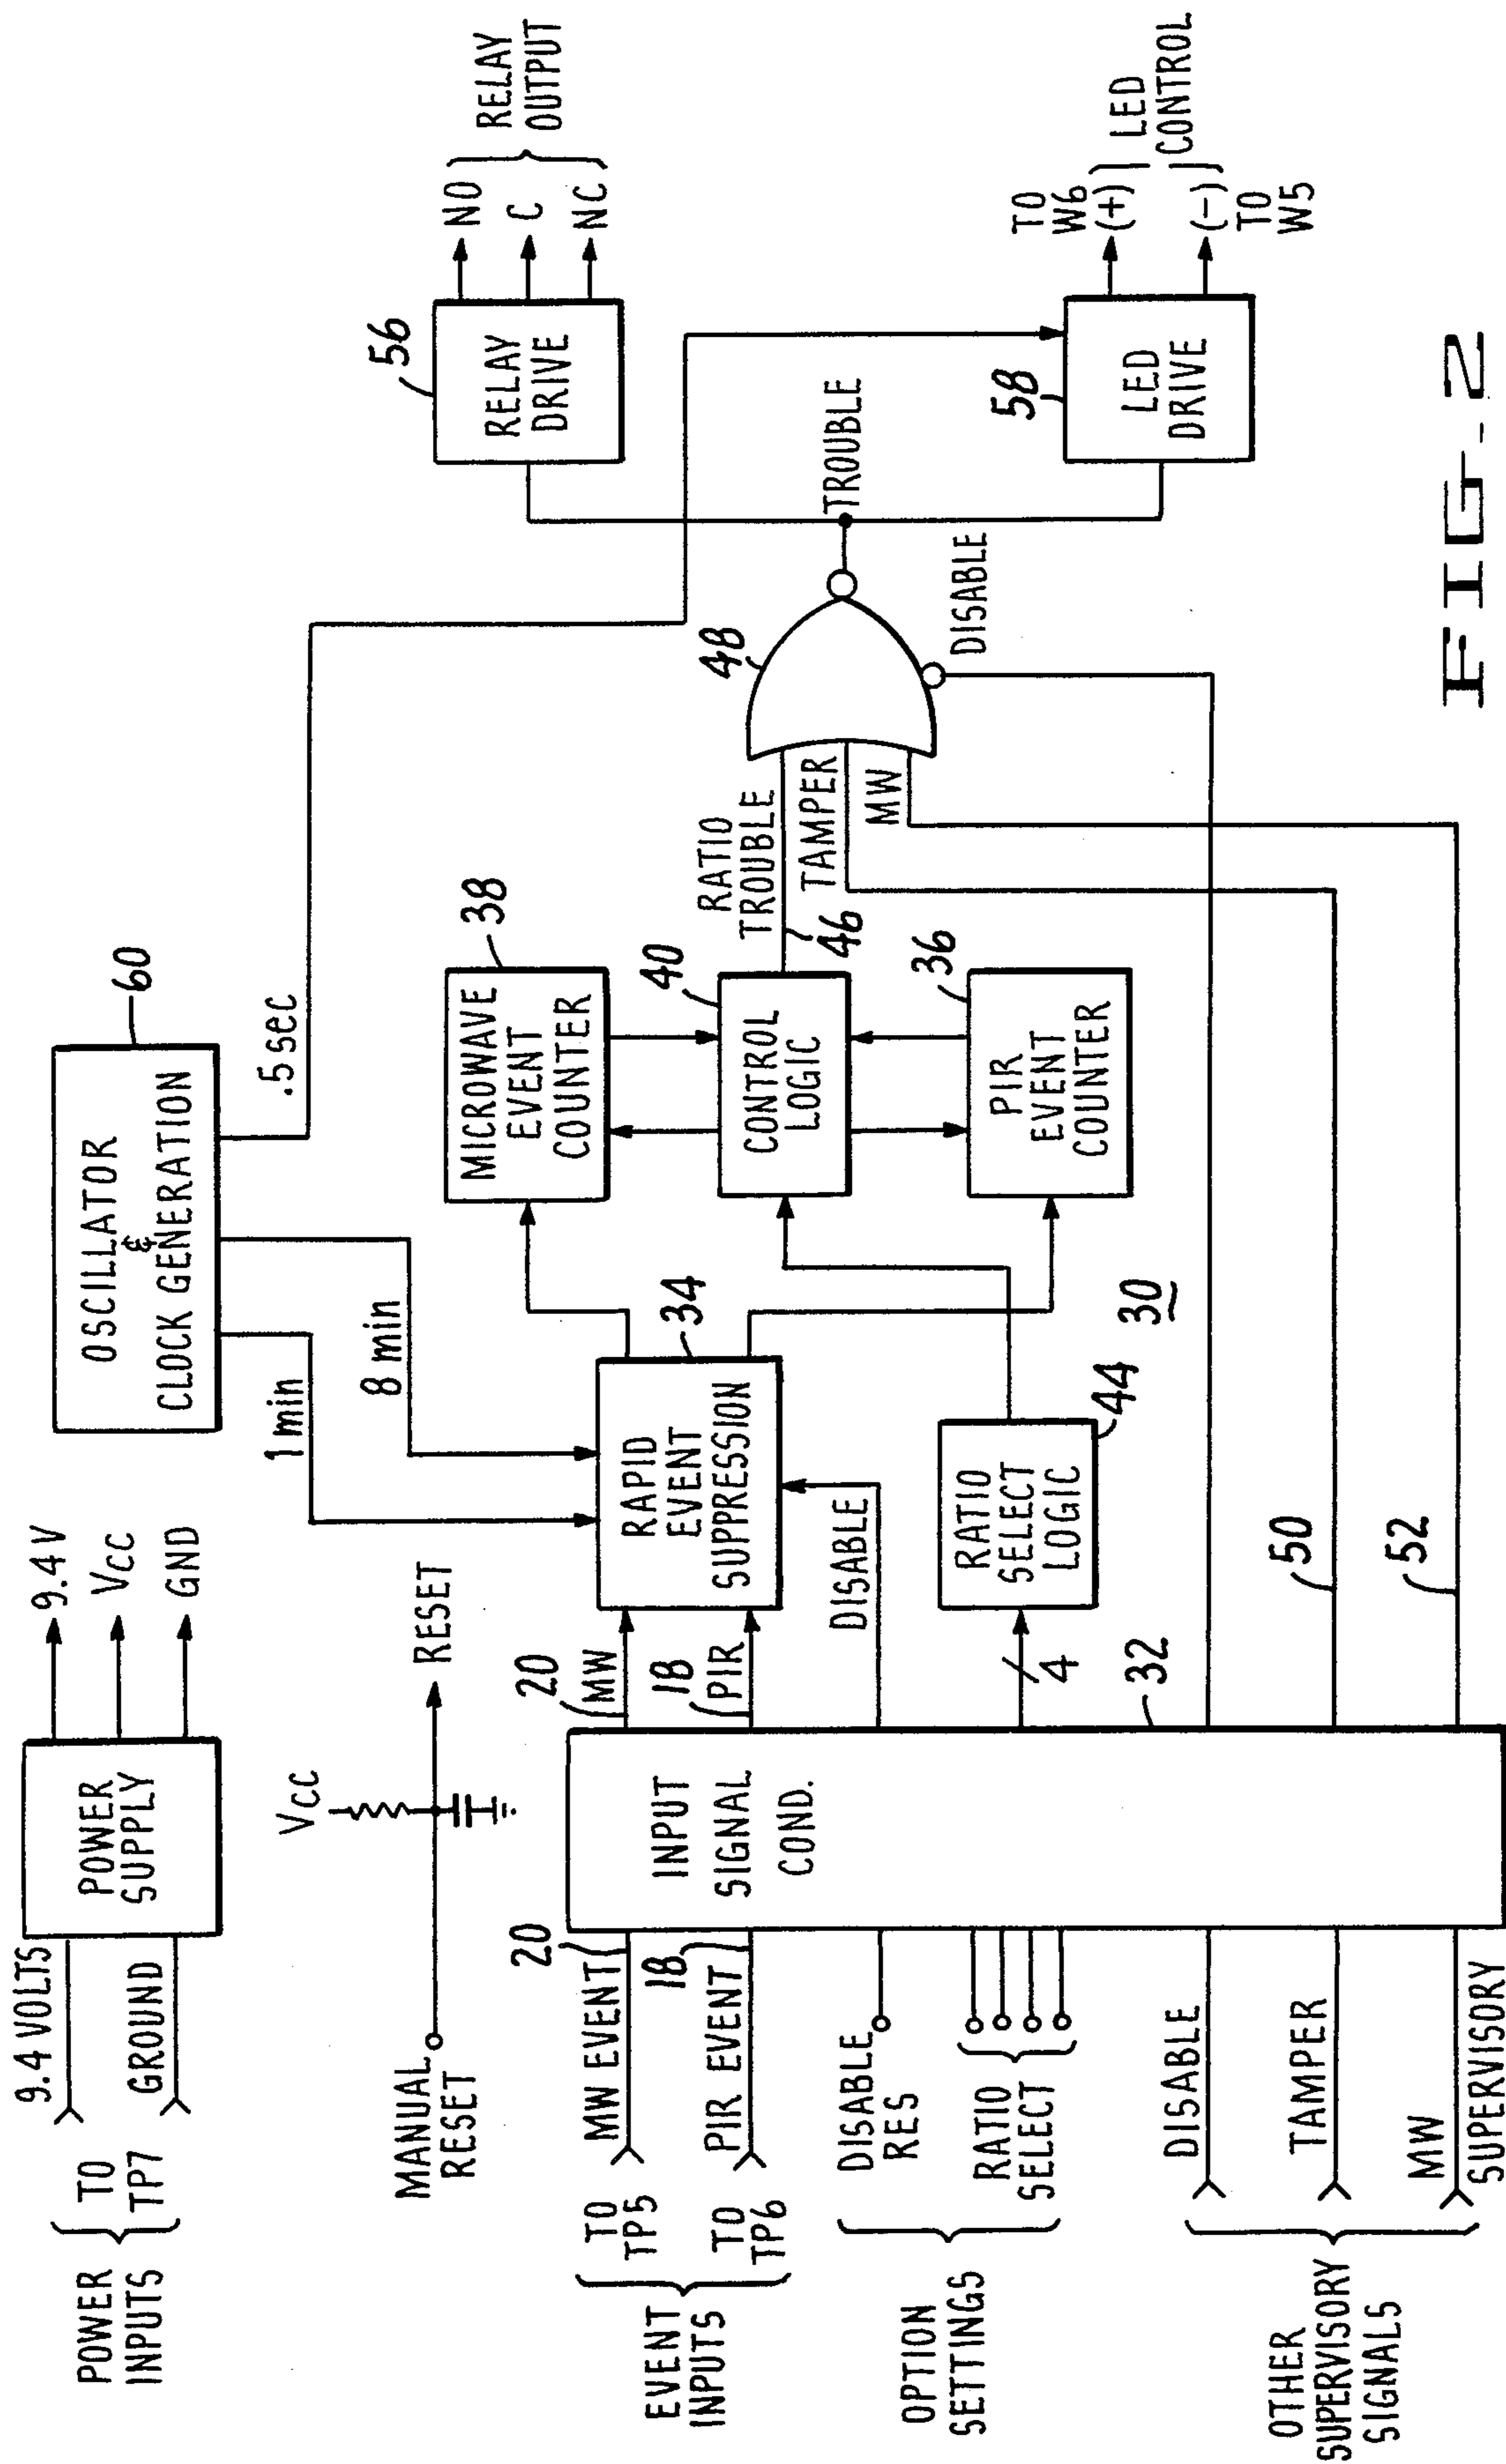 POWER
INPUTS
TO
TP7
9.4 VOLTS
GROUND
POWER
SUPPLY
9.4 V
Vcc
GND
OSCILLATOR
&
CLOCK GENERATION
60
1 min
8 min
.5 sec
MANUAL
RESET
Vcc
RESET
EVENT
INPUTS
TO
TP5
TO
TP6
MW EVENT
20
PIR EVENT
18
OPTION
SETTINGS
DISABLE
RES
RATIO
SELECT
OTHER
SUPERVISORY
SIGNALS
DISABLE
TAMPER
MW
SUPERVISORY
INPUT
SIGNAL
COND.
32
20
MW
18
PIR
DISABLE
4
RAPID
EVENT
SUPPRESSION
34
RATIO
SELECT
LOGIC
44
30
50
52
MICROWAVE
EVENT
COUNTER
38
CONTROL
LOGIC
40
PIR
EVENT
COUNTER
36
RATIO
TROUBLE
46
TAMPER
MW
48
DISABLE
TROUBLE
RELAY
DRIVE
56
NO
C
NC
RELAY
OUTPUT
LED
DRIVE
58
TO
W6
(+)
(-)
TO
W5
LED
CONTROL
FIG-2